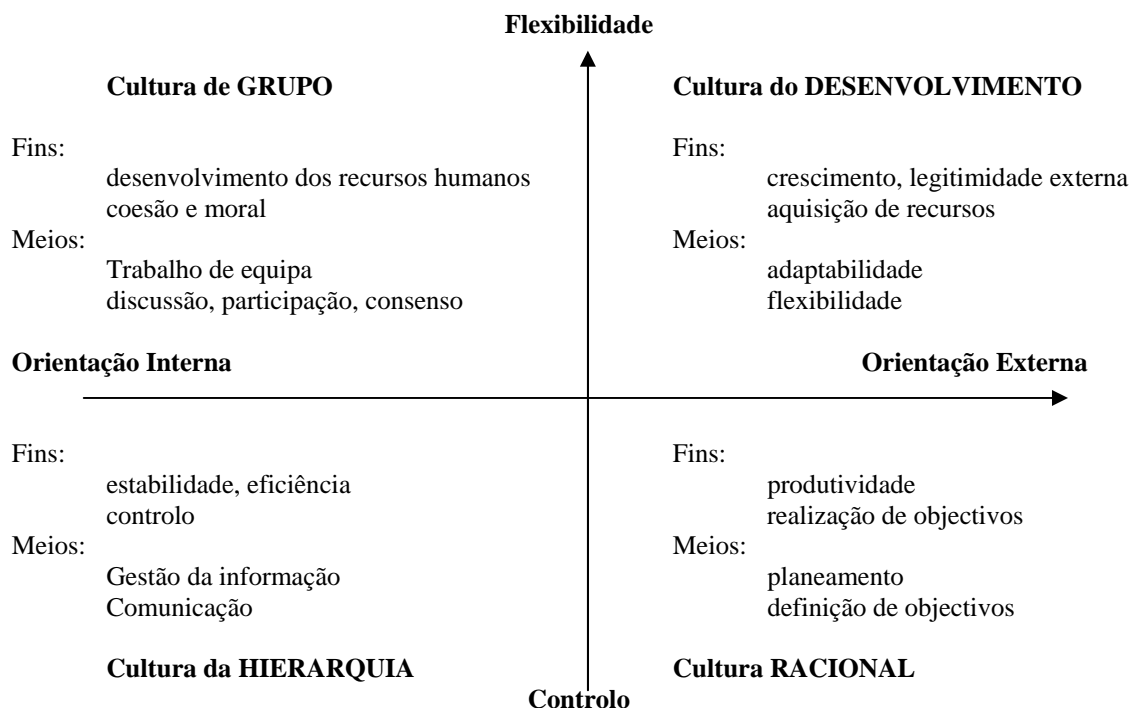 Flexibilidade
Cultura de GRUPO
Fins:
desenvolvimento dos recursos humanos
coesão e moral
Meios:
Trabalho de equipa
discussão, participação, consenso
Cultura do DESENVOLVIMENTO
Fins:
crescimento, legitimidade externa
aquisição de recursos
Meios:
adaptabilidade
flexibilidade
Orientação Interna
Orientação Externa
Fins:
estabilidade, eficiência
controlo
Meios:
Gestão da informação
Comunicação
Cultura da HIERARQUIA
Fins:
produtividade
realização de objectivos
Meios:
planeamento
definição de objectivos
Cultura RACIONAL
Controlo